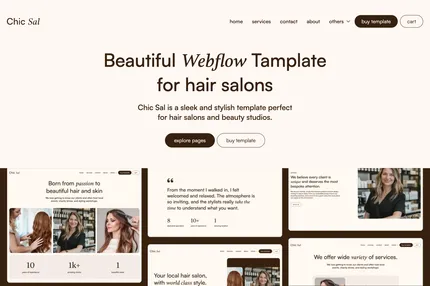 Chic Sal
home services contact about others buy template cart
Beautiful Webflow Tamplate
for hair salons
Chic Sal is a sleek and stylish template perfect
for hair salons and beauty studios.
explore pages buy template
Born from passion to
beautiful hair and skin
10
1k+
1
From the moment I walked in, I felt
welcomed and relaxed. The atmosphere is
so inviting, and the stylists really take the
time to understand what you want.
8
10+
1
We believe every client is
unique and deserves the most
bespoke attention.
Your local hair salon,
with world class style.
We offer wide variety of services.